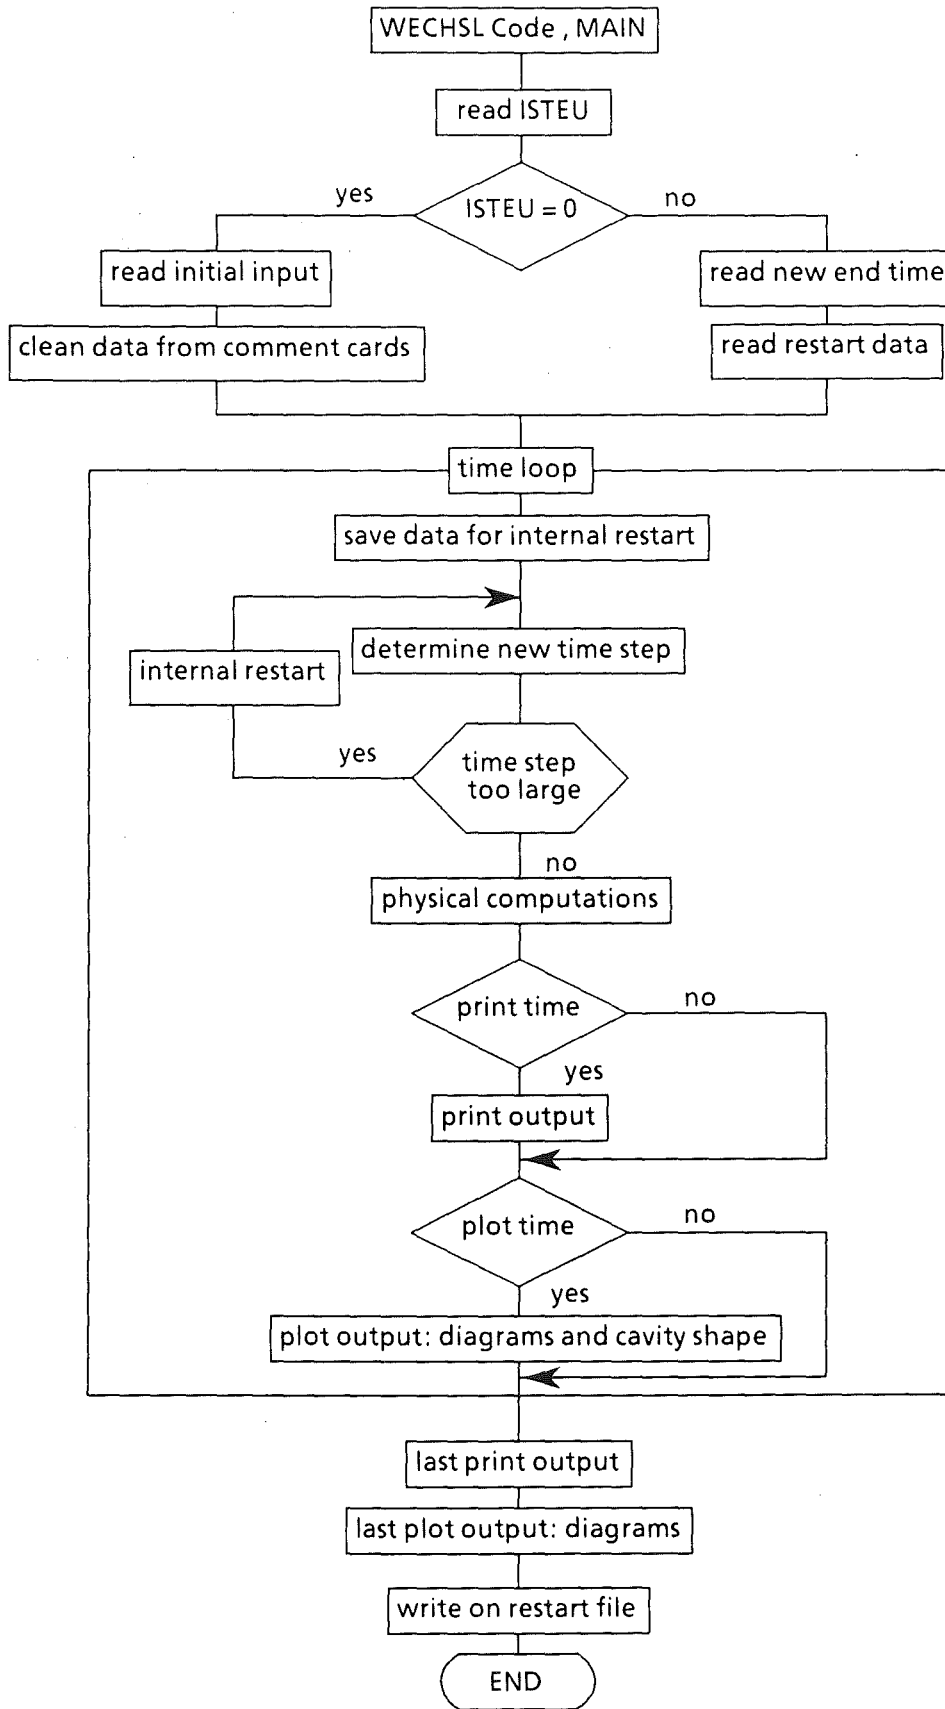 WECHSL Code , MAIN
read ISTEU
yes
ISTEU = 0
no
read initial input
read new end time
clean data from comment cards
read restart data
time loop
save data for internal restart
determine new time step
internal restart
yes
time step
too large
no
physical computations
print time
no
yes
print output
plot time
no
yes
plot output: diagrams and cavity shape
last print output
last plot output: diagrams
write on restart file
END